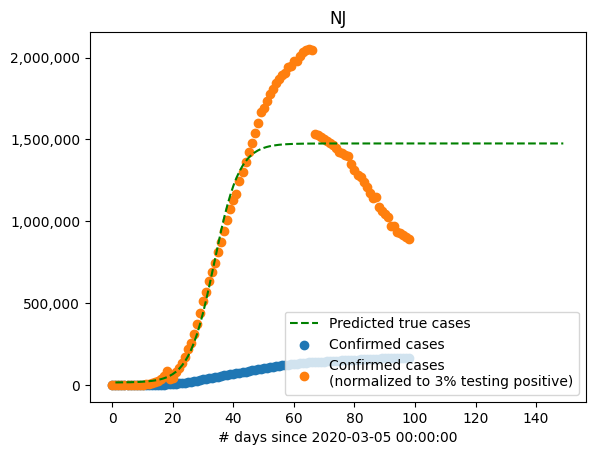 NJ
2,000,000
1,500,000
1,000,000
500,000
0
Predicted true cases
Confirmed cases
Confirmed cases
(normalized to 3% testing positive)
0 20 40 60 80 100 120 140
# days since 2020-03-05 00:00:00